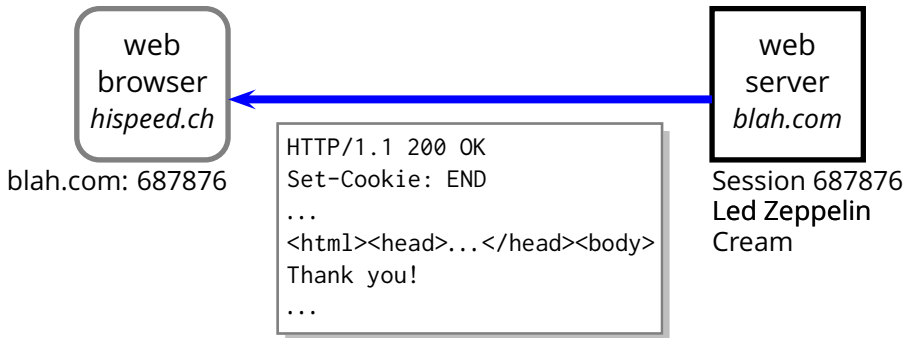 web
browser
hispeed.ch
blah.com: 687876
HTTP/1.1 200 OK
Set-Cookie: END
...
<html><head>...</head><body>
Thank you!
...
web
server
blah.com
Session 687876
Led Zeppelin
Cream